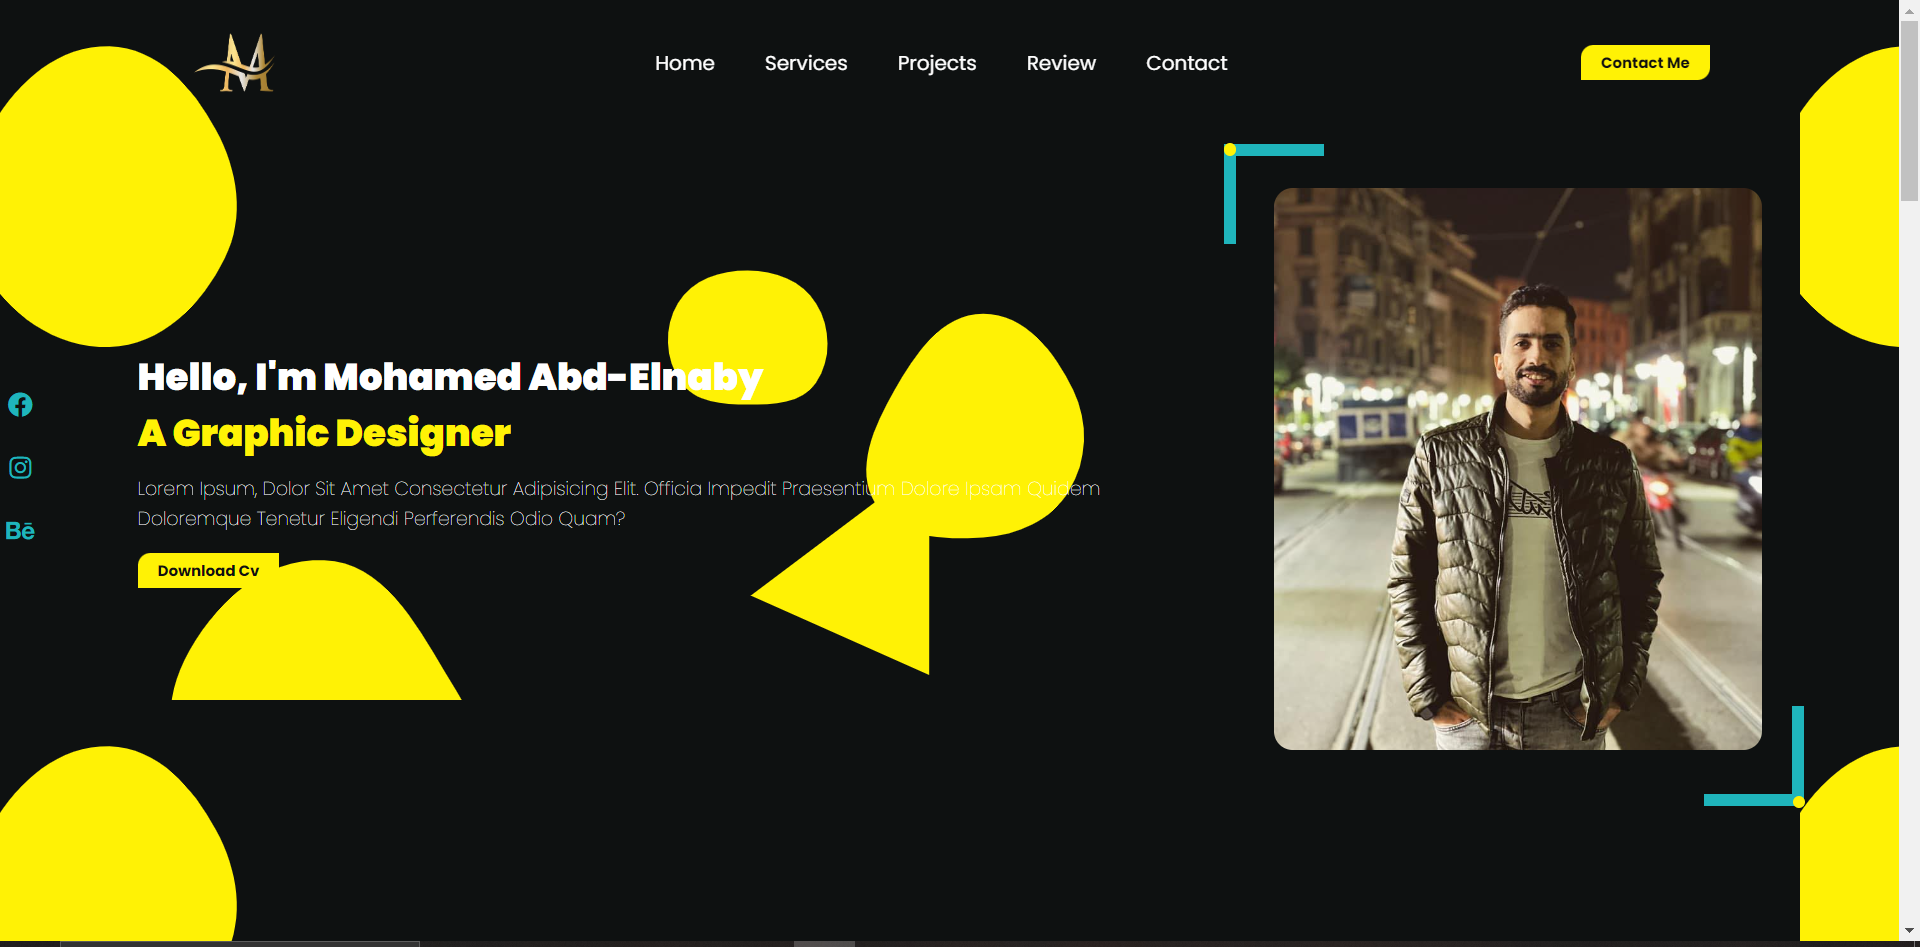 Home Services Projects Review Contact
Contact Me
Hello, I'm Mohamed Abd-Elnaby
A Graphic Designer
Lorem Ipsum, Dolor Sit Amet Consectetur Adipisicing Elit. Officia Impedit Praesentium Dolore Ipsam Quidem
Doloremque Tenetur Eligendi Perferendis Odio Quam?
Bē
Download Cv